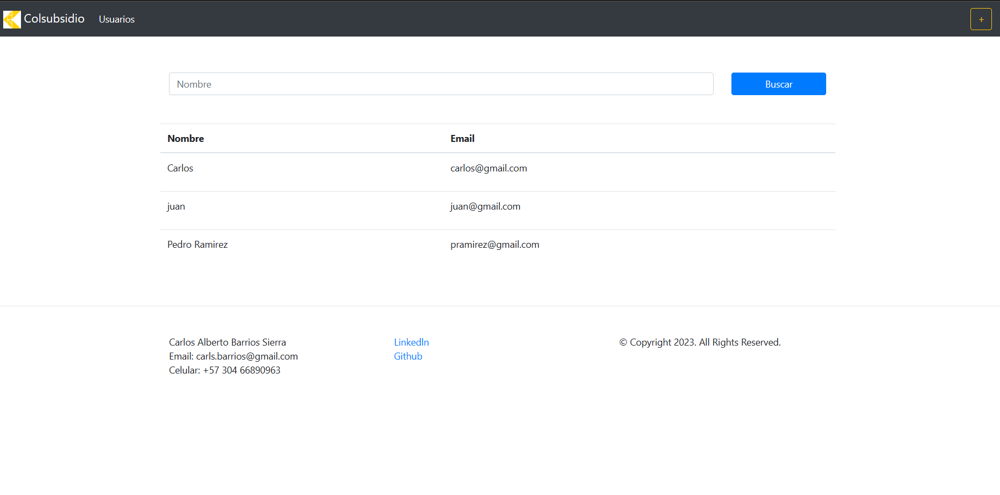 Colsubsidio Usuarios +
Nombre Buscar
Nombre Email
Carlos carlos@gmail.com
juan juan@gmail.com
Pedro Ramirez pramirez@gmail.com
Carlos Alberto Barrios Sierra
Email: carls.barrios@gmail.com
Celular: +57 304 66890963
LinkedIn
Github
© Copyright 2023. All Rights Reserved.